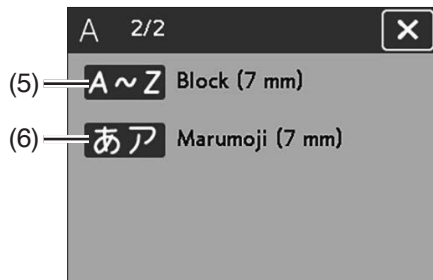 A 2/2
(5) A ~ Z Block (7 mm)
(6) あア Marumoji (7 mm)